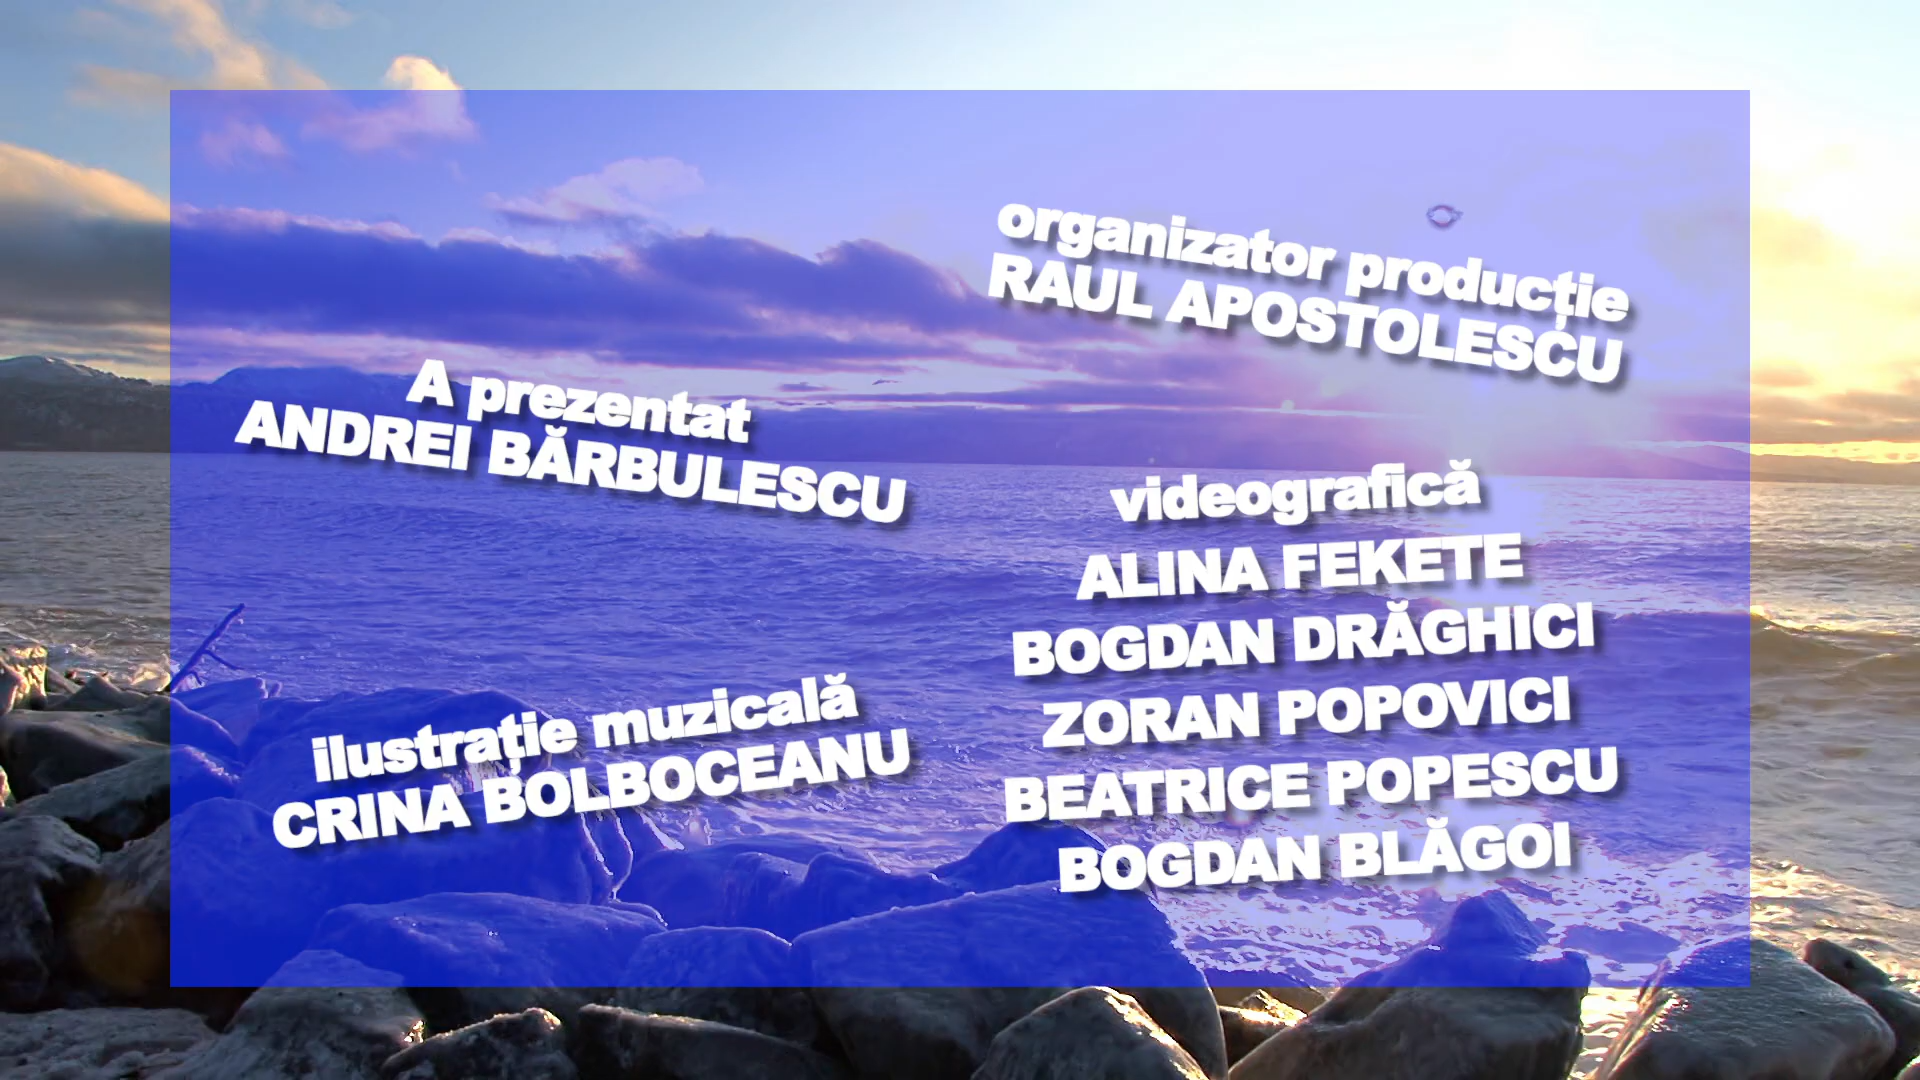 A prezentat
ANDREI BĂRBULESCU
ilustrație muzicală
CRINA BOLBOCEANU
organizator producție
RAUL APOSTOLESCU
videografică
ALINA FEKETE
BOGDAN DRĂGHICI
ZORAN POPOVICI
BEATRICE POPESCU
BOGDAN BLĂGOI